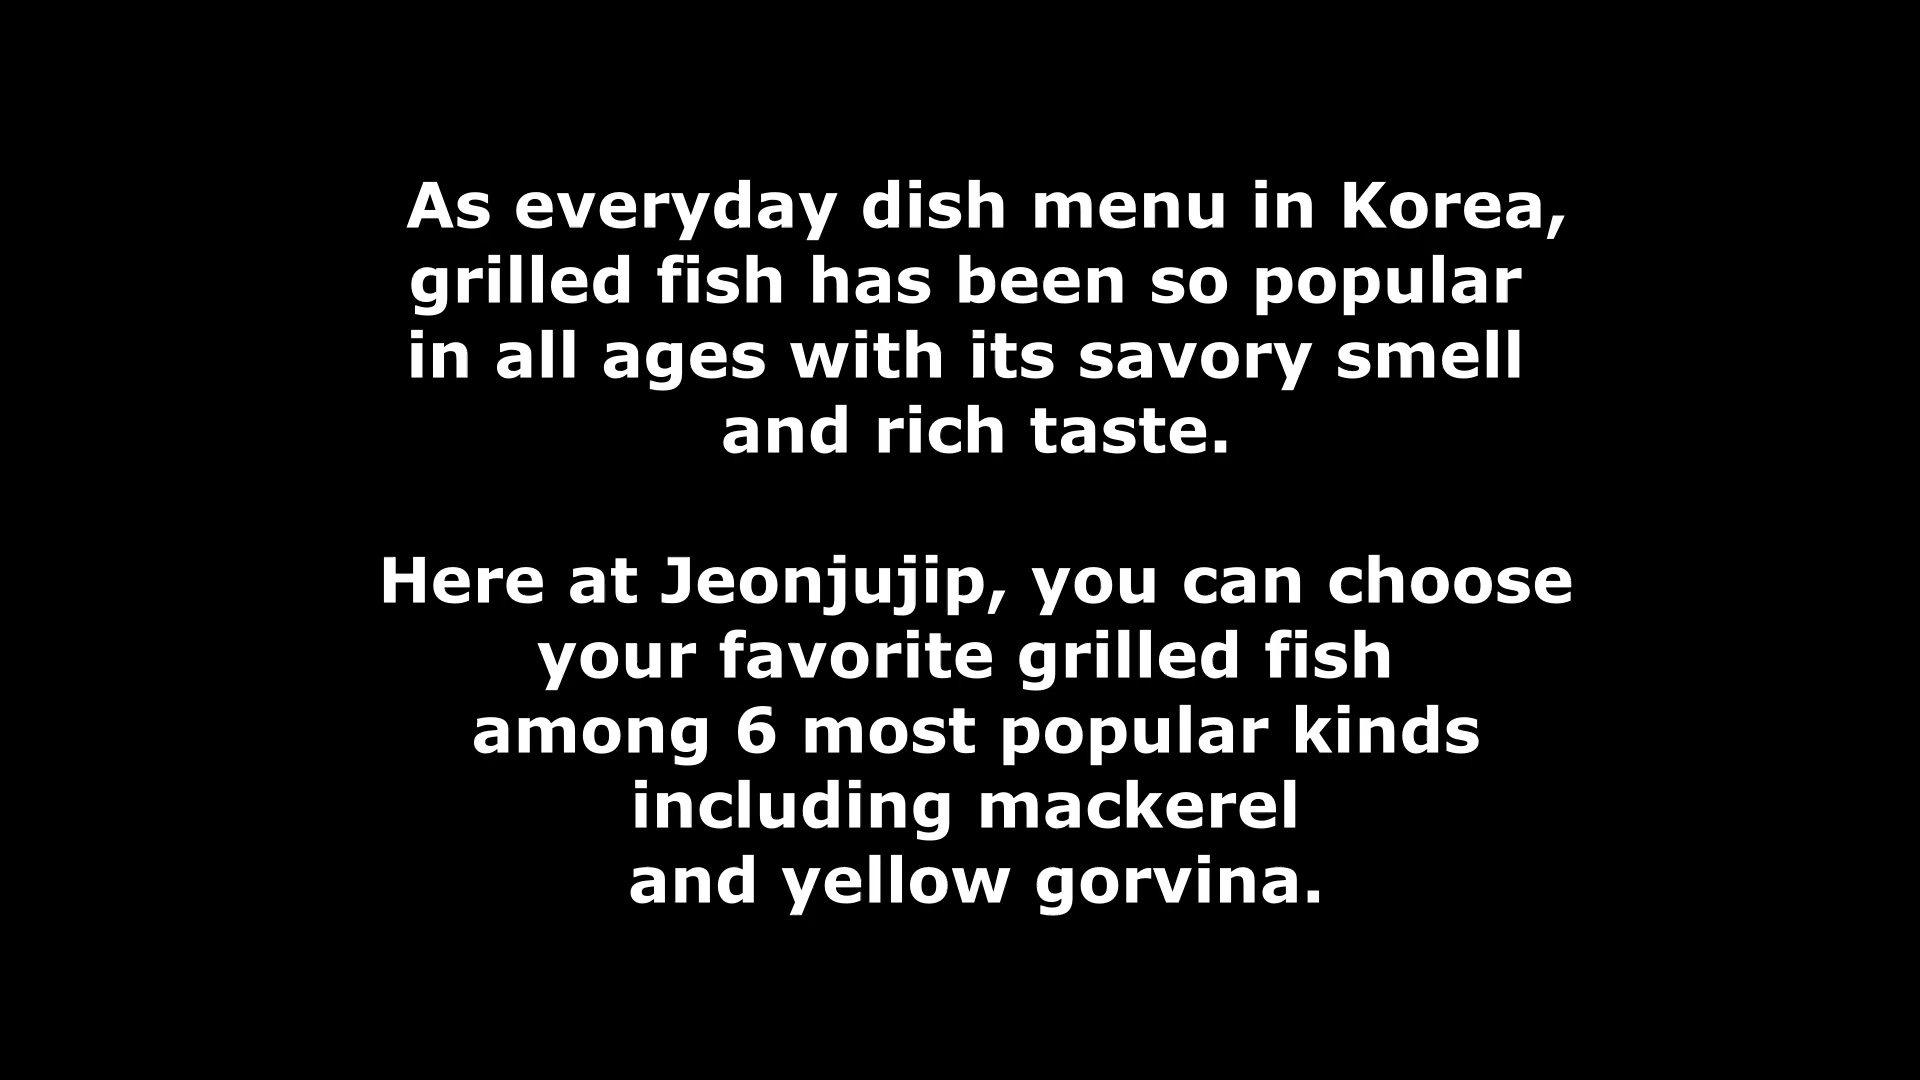 As everyday dish menu in Korea,
grilled fish has been so popular
in all ages with its savory smell
and rich taste.
Here at Jeonjujip, you can choose
your favorite grilled fish
among 6 most popular kinds
including mackerel
and yellow gorvina.